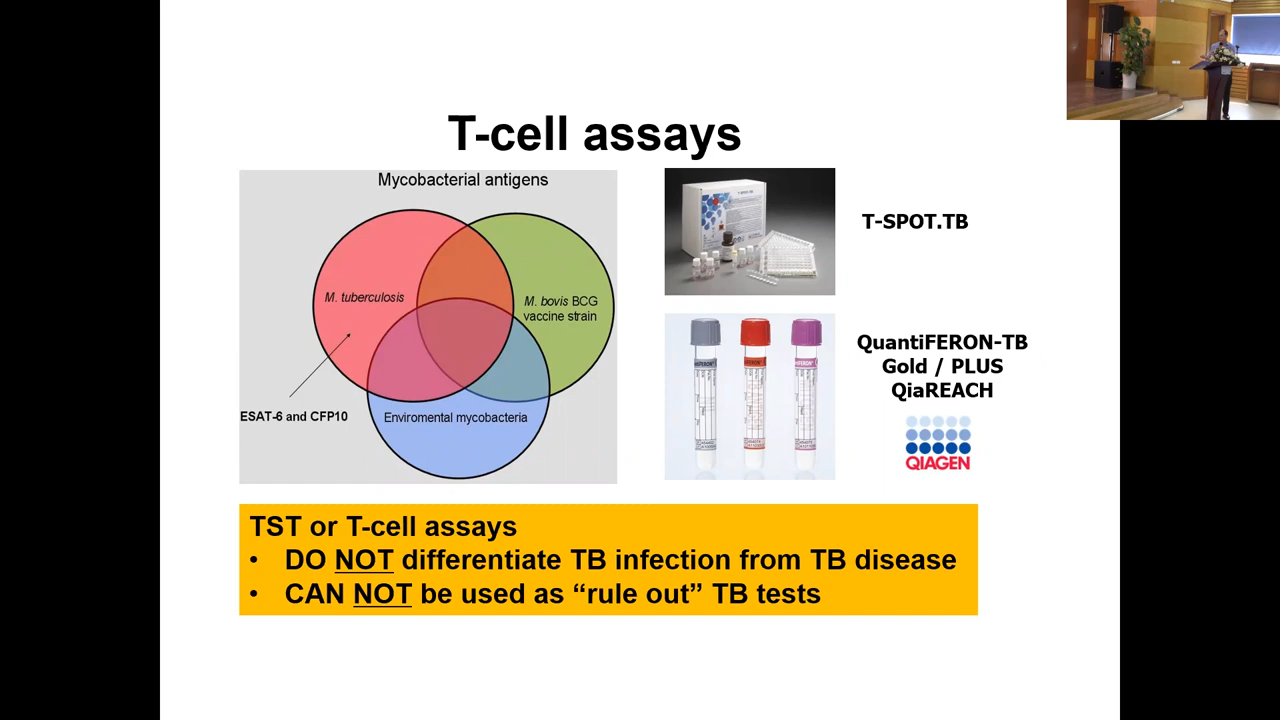 T-cell assays
Mycobacterial antigens
M. tuberculosis
M. bovis BCG
vaccine strain
ESAT-6 and CFP10
Enviromental mycobacteria
T-SPOT.TB
QuantiFERON-TB
Gold / PLUS
QiaREACH
QIAGEN
TST or T-cell assays
• DO NOT differentiate TB infection from TB disease
• CAN NOT be used as “rule out” TB tests